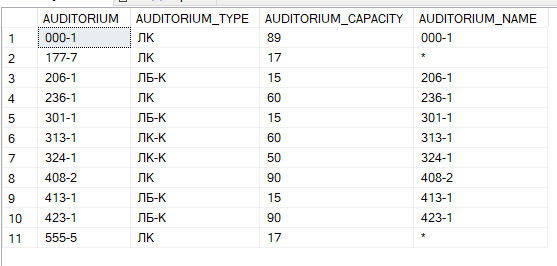 AUDITORIUM AUDITORIUM_TYPE AUDITORIUM_CAPACITY AUDITORIUM_NAME
1 000-1 ЛК 89 000-1
2 177-7 ЛК 17 *
3 206-1 ЛБ-К 15 206-1
4 236-1 ЛК 60 236-1
5 301-1 ЛБ-К 15 301-1
6 313-1 ЛК-К 60 313-1
7 324-1 ЛК-К 50 324-1
8 408-2 ЛК 90 408-2
9 413-1 ЛБ-К 15 413-1
10 423-1 ЛБ-К 90 423-1
11 555-5 ЛК 17 *